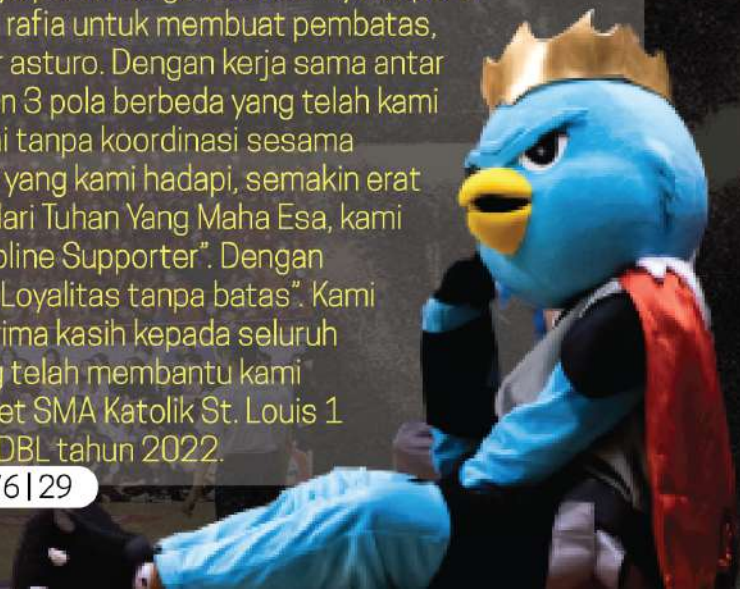 rafia untuk membuat pembatas,
asturo. Dengan kerja sama antar
n 3 pola berbeda yang telah kami
i tanpa koordinasi sesama
yang kami hadapi, semakin erat
dari Tuhan Yang Maha Esa, kami
pline Supporter”. Dengan
Loyalitas tanpa batas”. Kami
ima kasih kepada seluruh
g telah membantu kami
et SMA Katolik St. Louis 1
DBL tahun 2022.
6|29